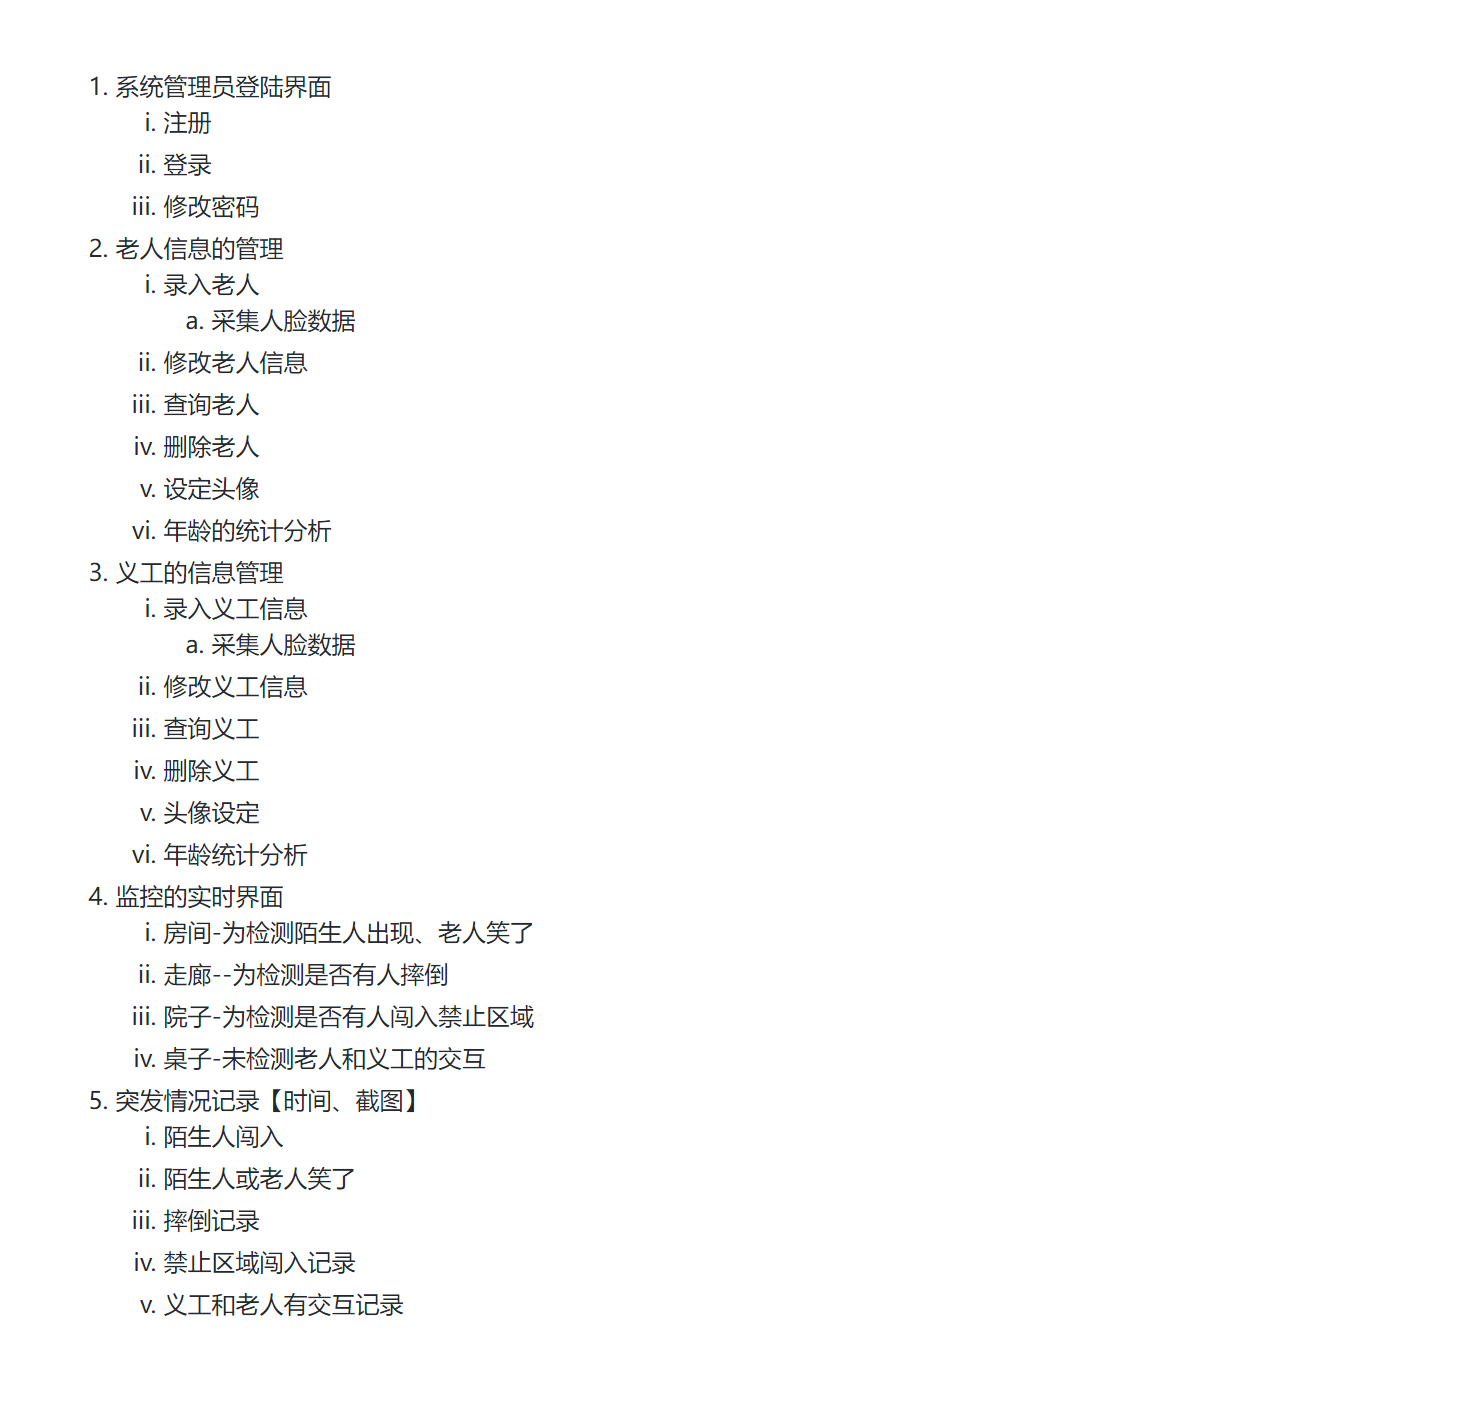 1. 系统管理员登陆界面
i. 注册
ii. 登录
iii. 修改密码
2. 老人信息的管理
i. 录入老人
a. 采集人脸数据
ii. 修改老人信息
iii. 查询老人
iv. 删除老人
v. 设定头像
vi. 年龄的统计分析
3. 义工的信息管理
i. 录入义工信息
a. 采集人脸数据
ii. 修改义工信息
iii. 查询义工
iv. 删除义工
v. 头像设定
vi. 年龄统计分析
4. 监控的实时界面
i. 房间-为检测陌生人出现、老人笑了
ii. 走廊--为检测是否有人摔倒
iii. 院子-为检测是否有人闯入禁止区域
iv. 桌子-未检测老人和义工的交互
5. 突发情况记录【时间、截图】
i. 陌生人闯入
ii. 陌生人或老人笑了
iii. 摔倒记录
iv. 禁止区域闯入记录
v. 义工和老人有交互记录